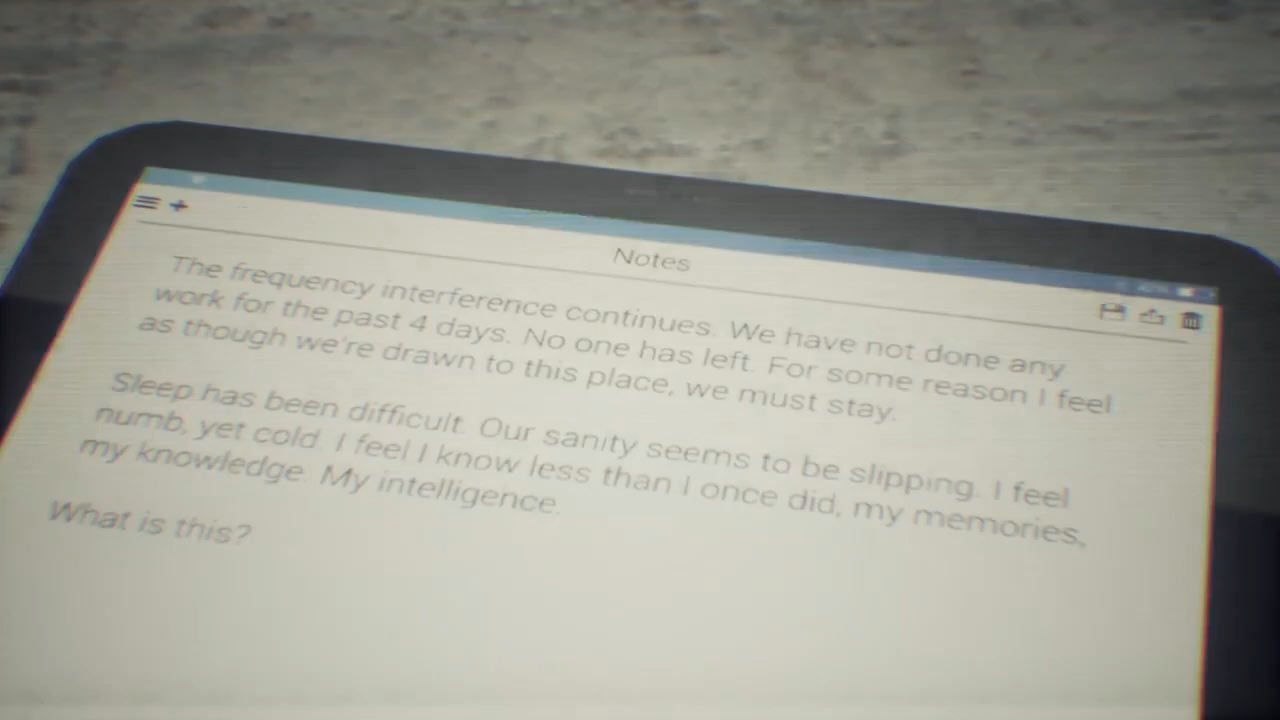 Notes
The frequency interference continues. We have not done any
work for the past 4 days. No one has left. For some reason I feel
as though we're drawn to this place, we must stay.
Sleep has been difficult. Our sanity seems to be slipping. I feel
numb, yet cold. I feel I know less than I once did, my memories,
my knowledge. My intelligence.
What is this?